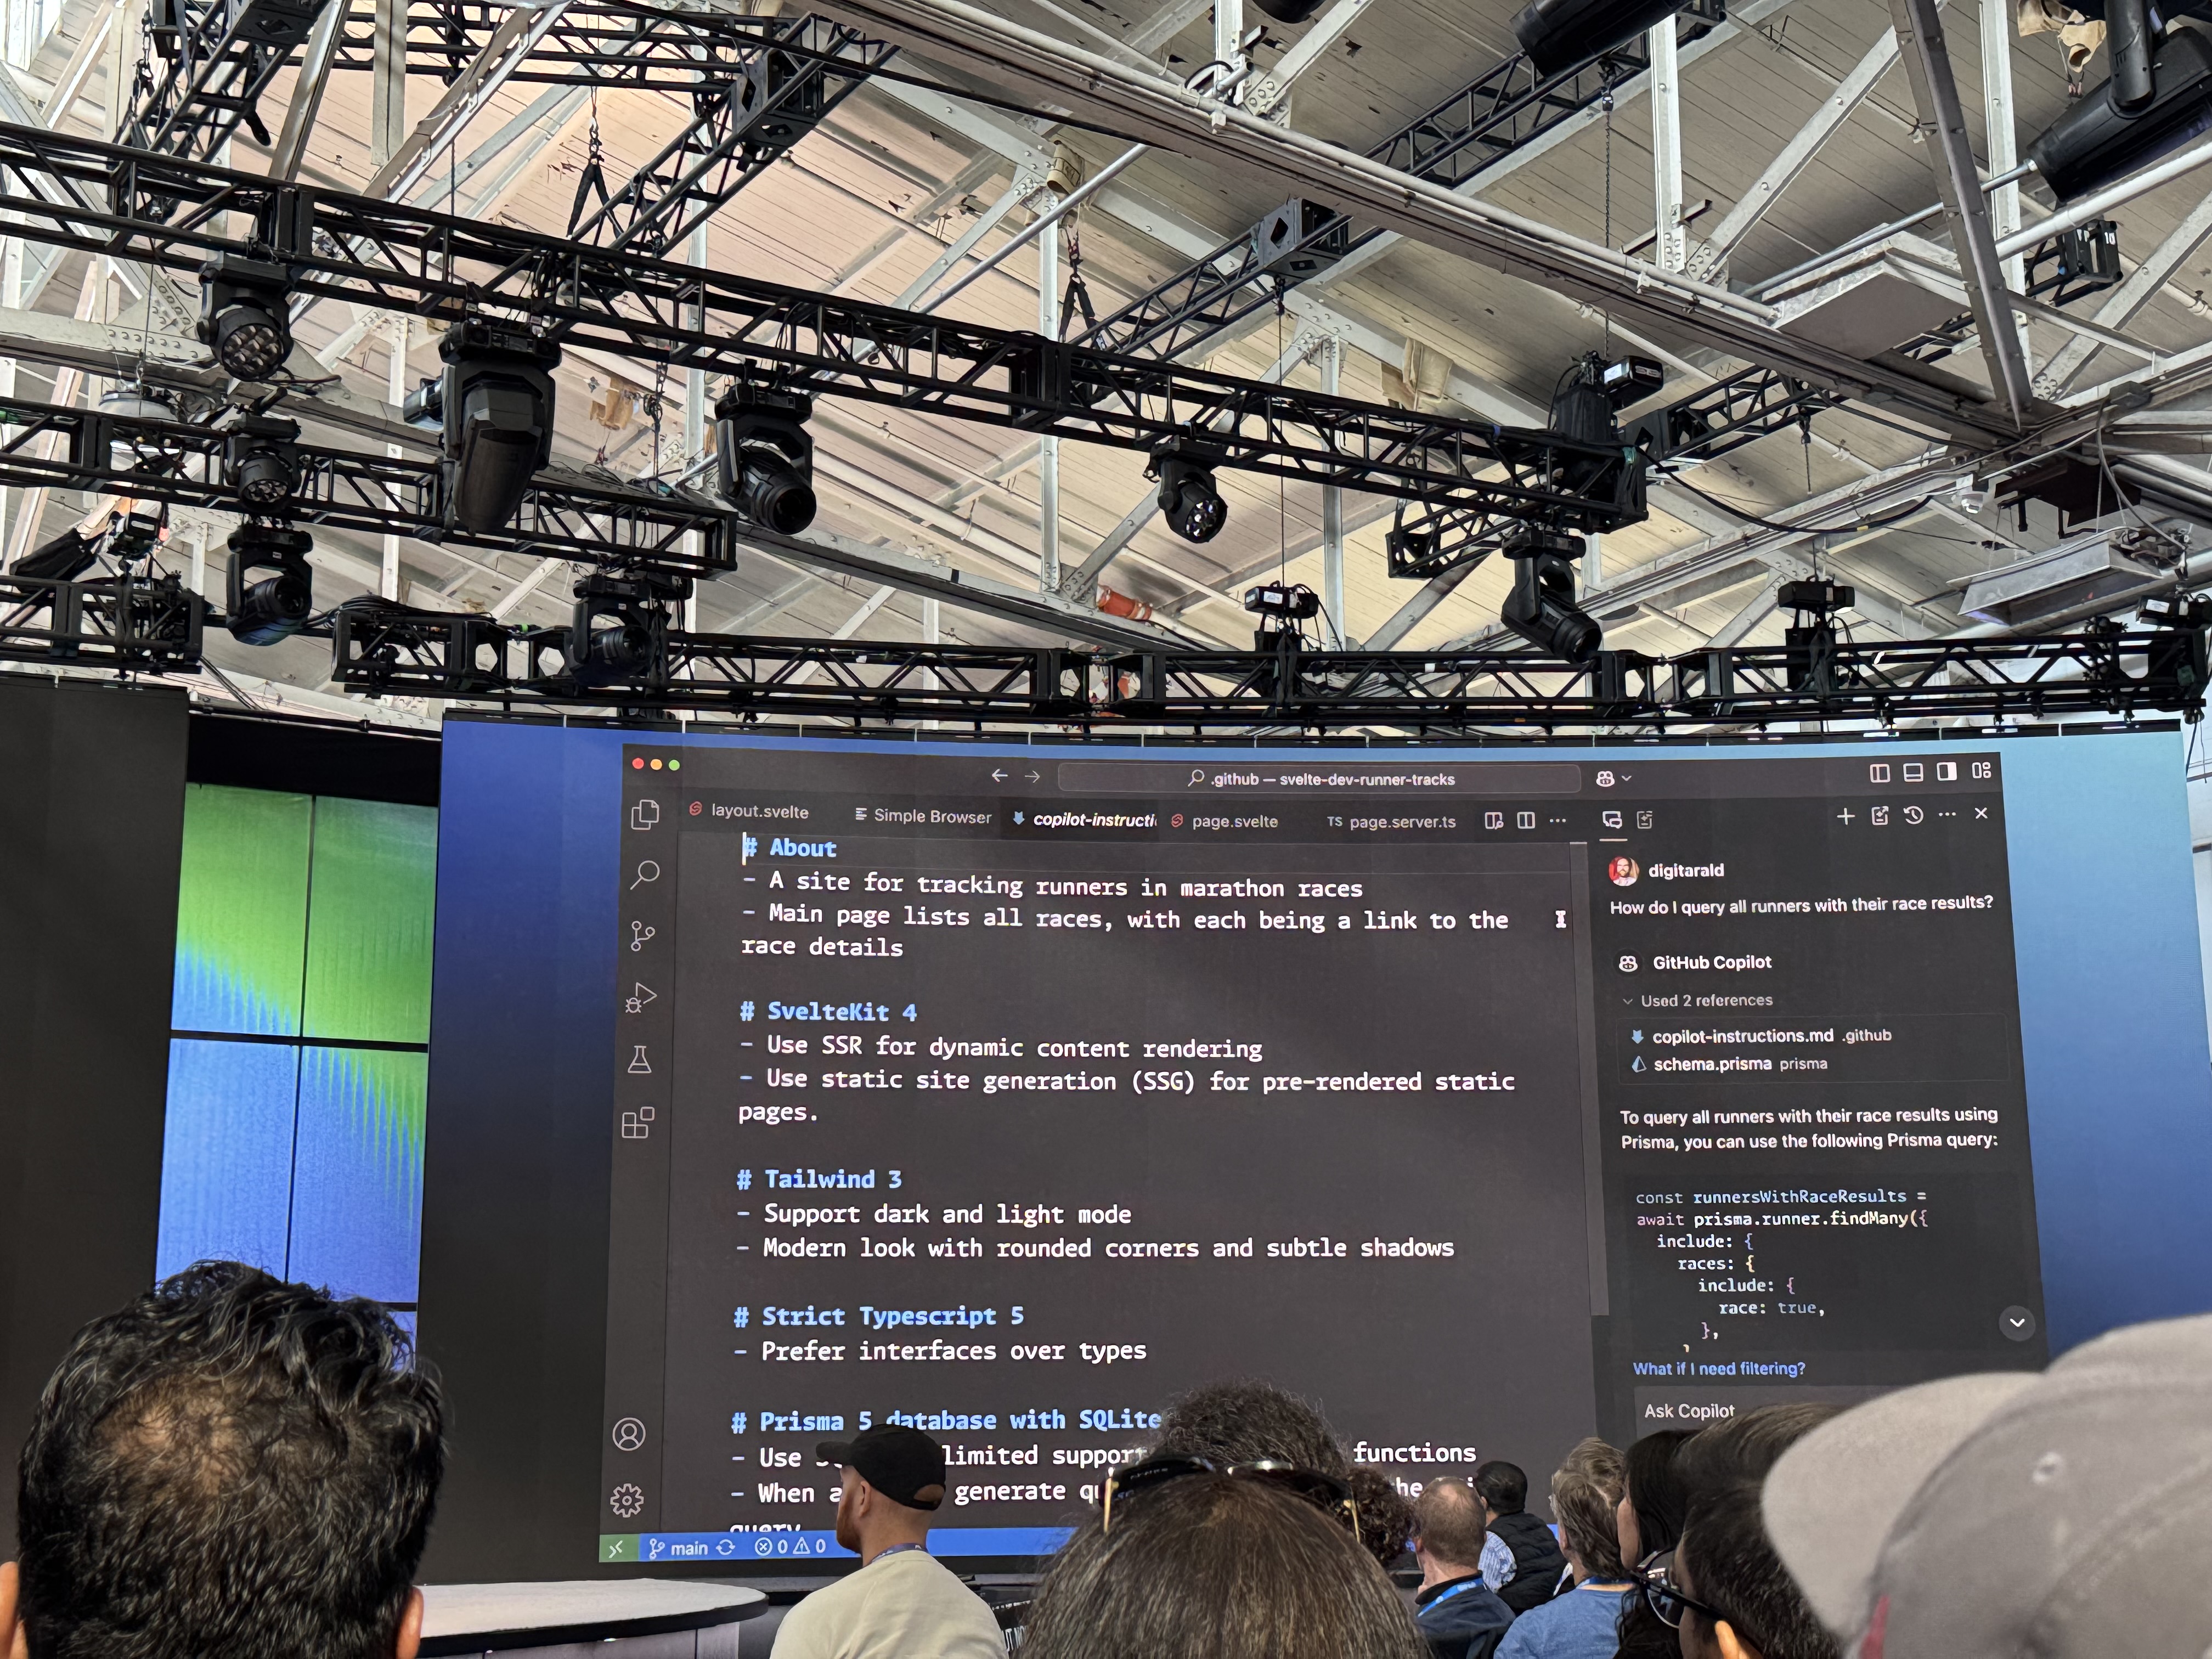 .github — svelte-dev-runner-tracks
layout.svelte
Simple Browser
copilot-instructi
page.svelte
TS page.server.ts
# About
- A site for tracking runners in marathon races
- Main page lists all races, with each being a link to the
race details
# SvelteKit 4
- Use SSR for dynamic content rendering
- Use static site generation (SSG) for pre-rendered static
pages.
# Tailwind 3
- Support dark and light mode
- Modern look with rounded corners and subtle shadows
# Strict Typescript 5
- Prefer interfaces over types
# Prisma 5 database with SQLite
- Use limited support functions
- When generate
query
main 0 0
digitarald
How do I query all runners with their race results?
GitHub Copilot
Used 2 references
copilot-instructions.md .github
schema.prisma prisma
To query all runners with their race results using
Prisma, you can use the following Prisma query:
const runnersWithRaceResults =
await prisma.runner.findMany({
include: {
races: {
include: {
race: true,
},
What if I need filtering?
Ask Copilot